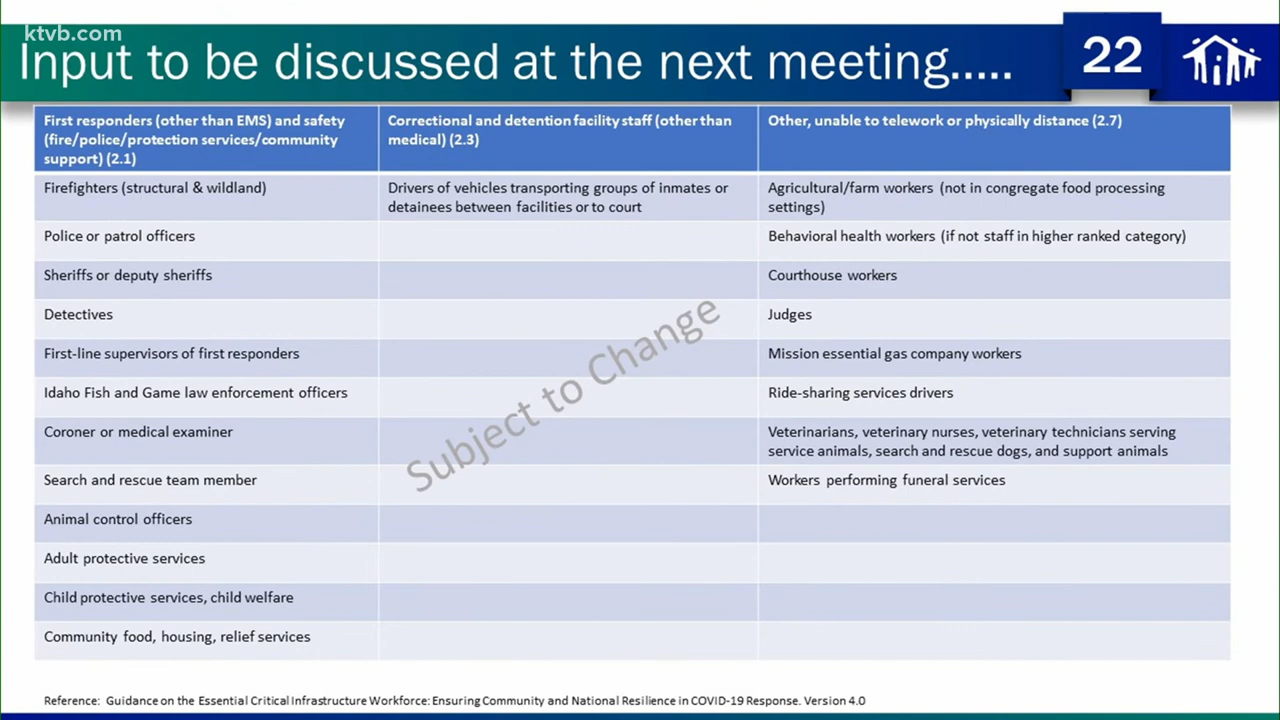 ktvb.com
Input to be discussed at the next meeting.....
22
First responders (other than EMS) and safety
(fire/police/protection services/community
support) (2.1)
Correctional and detention facility staff (other than
medical) (2.3)
Other, unable to telework or physically distance (2.7)
Firefighters (structural & wildland)
Drivers of vehicles transporting groups of inmates or
detainees between facilities or to court
Agricultural/farm workers (not in congregate food processing
settings)
Police or patrol officers
Behavioral health workers (if not staff in higher ranked category)
Sheriffs or deputy sheriffs
Courthouse workers
Detectives
Judges
First-line supervisors of first responders
Mission essential gas company workers
Idaho Fish and Game law enforcement officers
Ride-sharing services drivers
Coroner or medical examiner
Veterinarians, veterinary nurses, veterinary technicians serving
service animals, search and rescue dogs, and support animals
Search and rescue team member
Workers performing funeral services
Animal control officers
Adult protective services
Child protective services, child welfare
Community food, housing, relief services
Subject to Change
Reference: Guidance on the Essential Critical Infrastructure Workforce: Ensuring Community and National Resilience in COVID-19 Response. Version 4.0